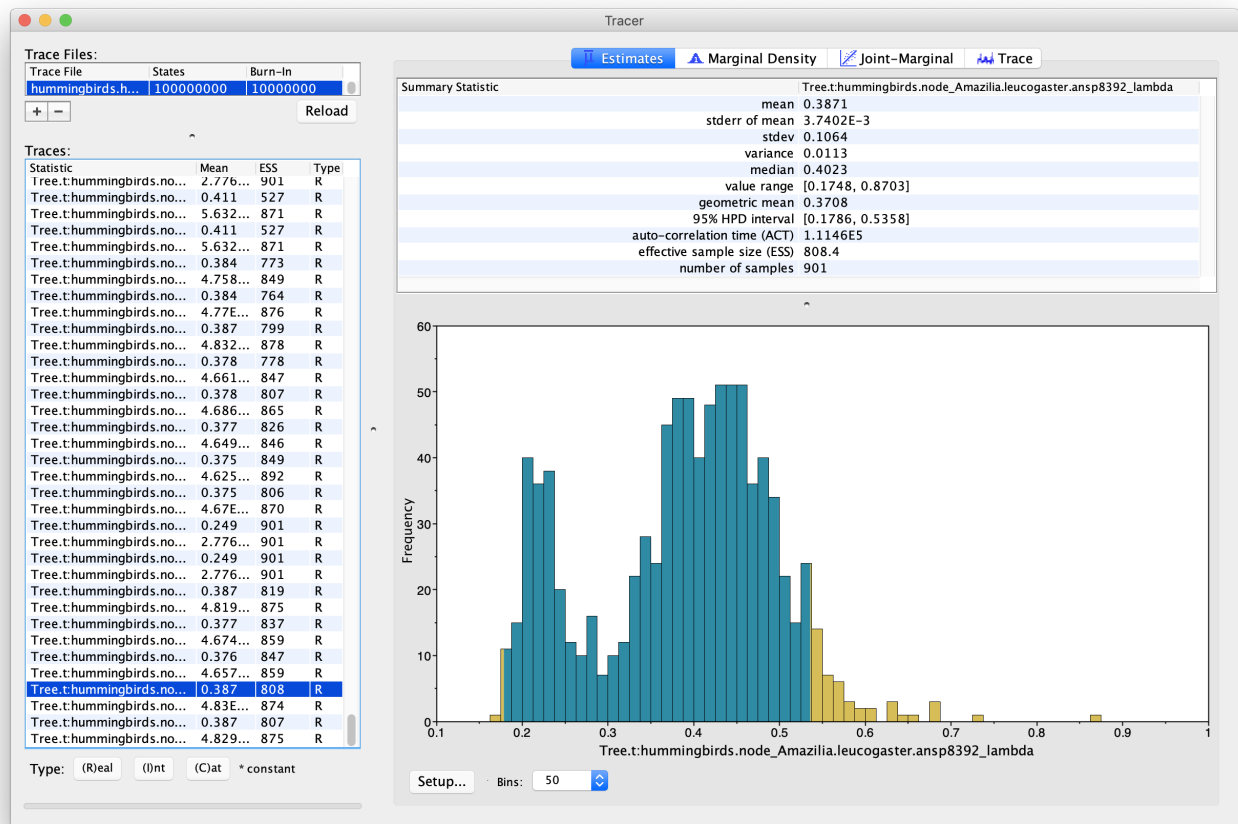 Tracer
Trace Files:
Trace File States Burn-In
hummingbirds.h... 100000000 10000000
+ − Reload
Traces:
Statistic Mean ESS Type
Tree.t:hummingbirds.no... 2.776... 901 R
Tree.t:hummingbirds.no... 0.411 527 R
Tree.t:hummingbirds.no... 5.632... 871 R
Tree.t:hummingbirds.no... 0.411 527 R
Tree.t:hummingbirds.no... 5.632... 871 R
Tree.t:hummingbirds.no... 0.384 773 R
Tree.t:hummingbirds.no... 4.758... 849 R
Tree.t:hummingbirds.no... 0.384 764 R
Tree.t:hummingbirds.no... 4.77E... 876 R
Tree.t:hummingbirds.no... 0.387 799 R
Tree.t:hummingbirds.no... 4.832... 878 R
Tree.t:hummingbirds.no... 0.378 778 R
Tree.t:hummingbirds.no... 4.661... 847 R
Tree.t:hummingbirds.no... 0.378 807 R
Tree.t:hummingbirds.no... 4.686... 865 R
Tree.t:hummingbirds.no... 0.377 826 R
Tree.t:hummingbirds.no... 4.649... 846 R
Tree.t:hummingbirds.no... 0.375 849 R
Tree.t:hummingbirds.no... 4.625... 892 R
Tree.t:hummingbirds.no... 0.375 806 R
Tree.t:hummingbirds.no... 4.67E... 870 R
Tree.t:hummingbirds.no... 0.249 901 R
Tree.t:hummingbirds.no... 2.776... 901 R
Tree.t:hummingbirds.no... 0.249 901 R
Tree.t:hummingbirds.no... 2.776... 901 R
Tree.t:hummingbirds.no... 0.387 819 R
Tree.t:hummingbirds.no... 4.819... 875 R
Tree.t:hummingbirds.no... 0.377 837 R
Tree.t:hummingbirds.no... 4.674... 859 R
Tree.t:hummingbirds.no... 0.376 847 R
Tree.t:hummingbirds.no... 4.657... 859 R
Tree.t:hummingbirds.no... 0.387 808 R
Tree.t:hummingbirds.no... 4.83E... 874 R
Tree.t:hummingbirds.no... 0.387 807 R
Tree.t:hummingbirds.no... 4.829... 875 R
Type: (R)eal (I)nt (C)at * constant
Estimates Marginal Density Joint-Marginal Trace
Summary Statistic Tree.t:hummingbirds.node_Amazilia.leucogaster.ansp8392_lambda
mean 0.3871
stderr of mean 3.7402E-3
stdev 0.1064
variance 0.0113
median 0.4023
value range [0.1748, 0.8703]
geometric mean 0.3708
95% HPD interval [0.1786, 0.5358]
auto-correlation time (ACT) 1.1146E5
effective sample size (ESS) 808.4
number of samples 901
60
50
40
30
20
10
0
Frequency
0.1 0.2 0.3 0.4 0.5 0.6 0.7 0.8 0.9 1
Tree.t:hummingbirds.node_Amazilia.leucogaster.ansp8392_lambda
Setup... Bins: 50